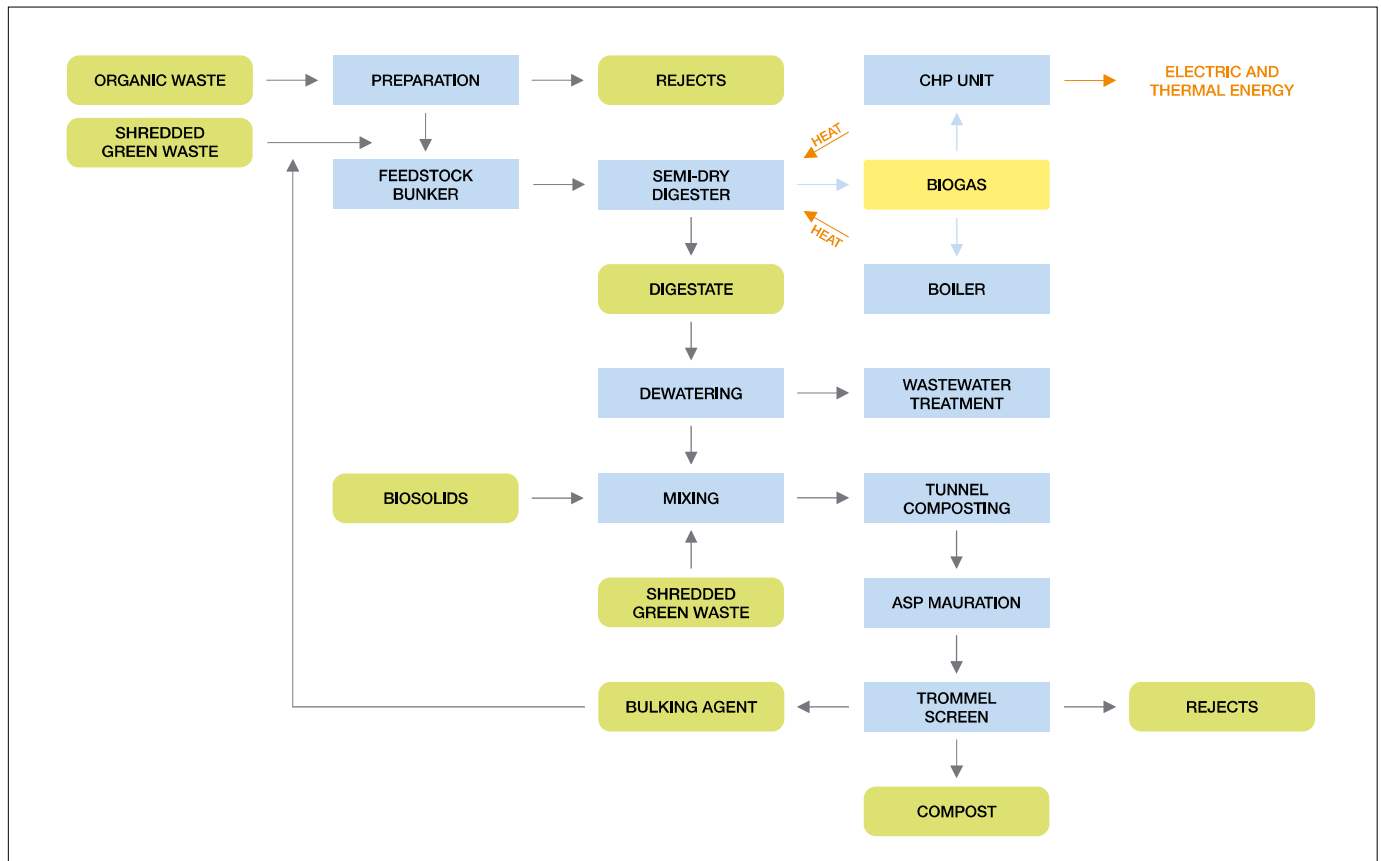 ORGANIC WASTE
PREPARATION
REJECTS
CHP UNIT
ELECTRIC AND
THERMAL ENERGY
SHREDDED
GREEN WASTE
HEAT
FEEDSTOCK
BUNKER
SEMI-DRY
DIGESTER
BIOGAS
HEAT
DIGESTATE
BOILER
DEWATERING
WASTEWATER
TREATMENT
BIOSOLIDS
MIXING
TUNNEL
COMPOSTING
SHREDDED
GREEN WASTE
ASP MAURATION
BULKING AGENT
TROMMEL
SCREEN
REJECTS
COMPOST